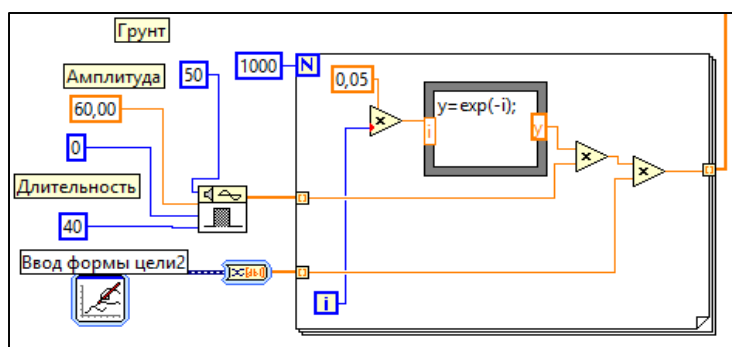 Грунт
Амплитуда
50
1000
N
0,05
y=exp(-i);
60,00
i
y
0
Длительность
40
Ввод формы цели2
i